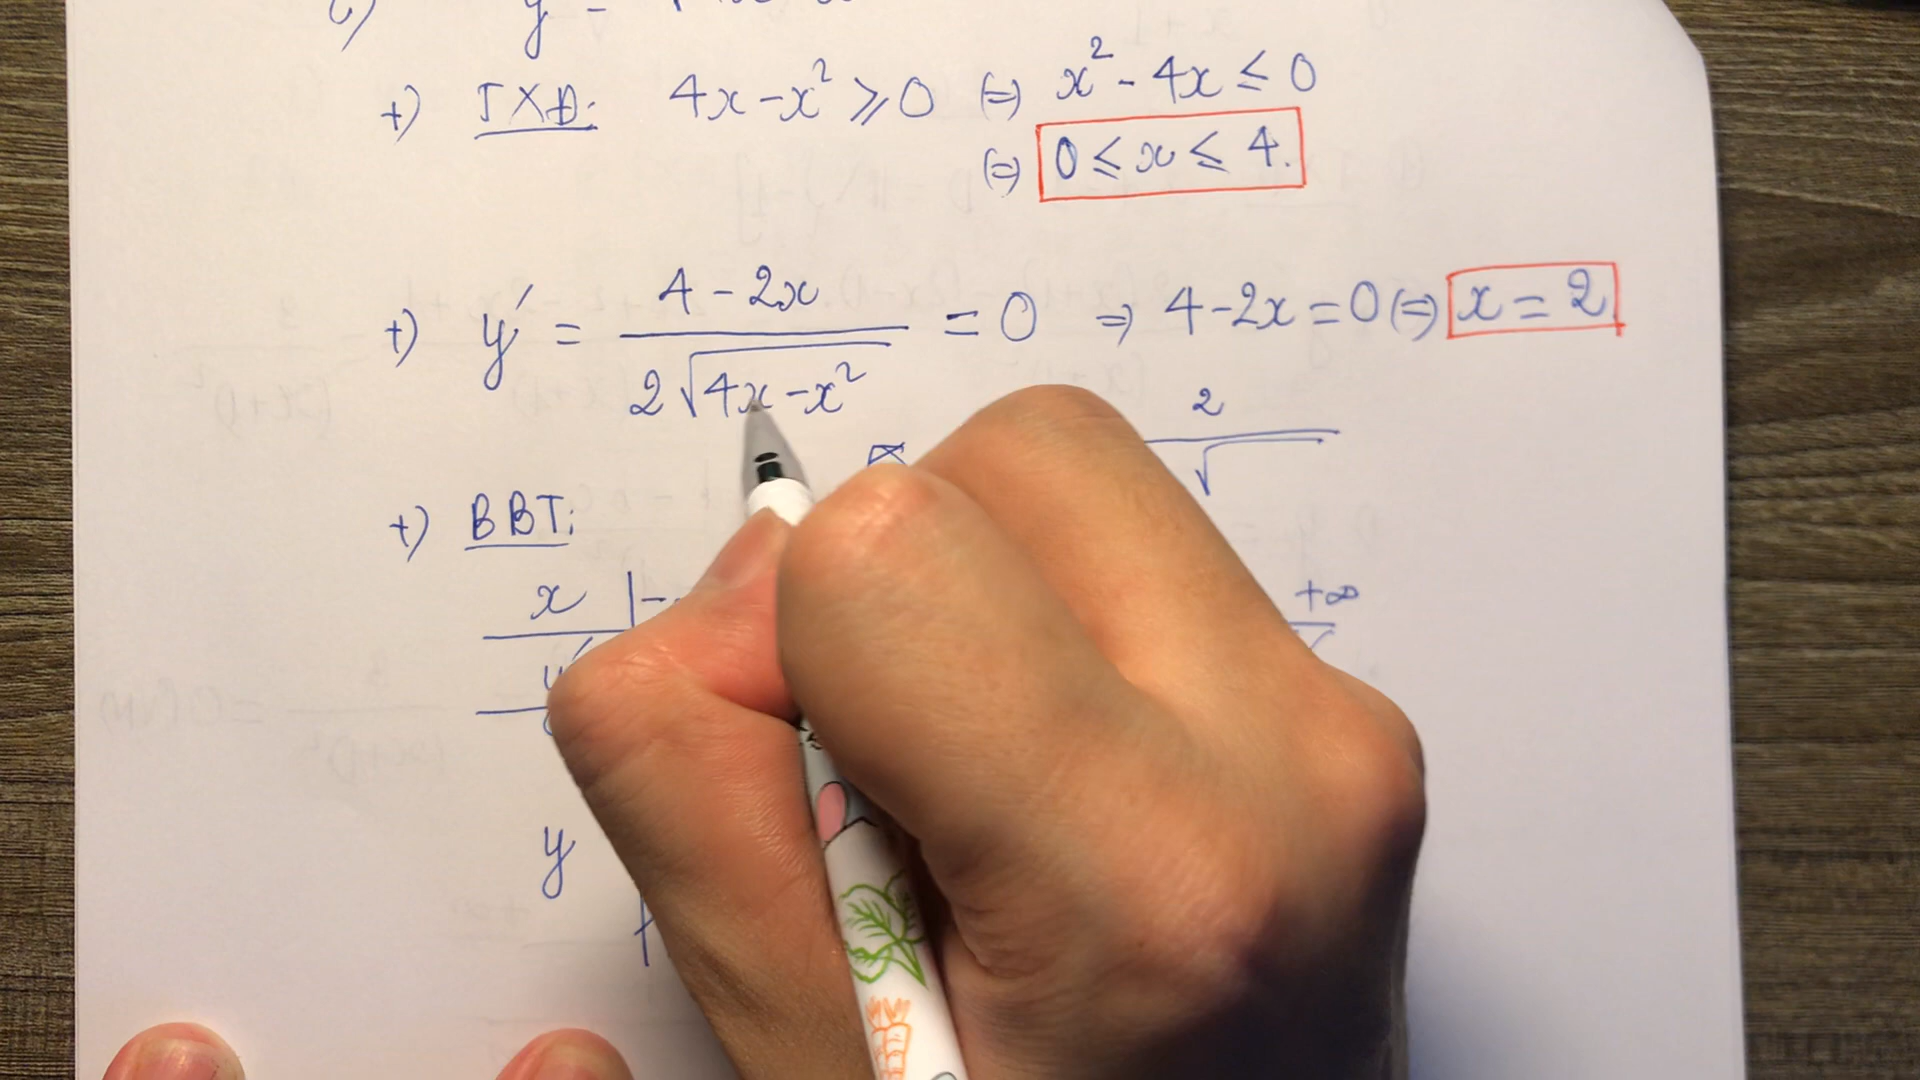 c) y =
+) TXĐ: 4x - x² ≥ 0 (=) x² - 4x ≤ 0
(=) 0 ≤ x ≤ 4.
+) y' = (4 - 2x) / (2√(4x - x²)) = 0 => 4 - 2x = 0 (=) x = 2
2 / √
+) BBT:
x | - +∞
y'
y